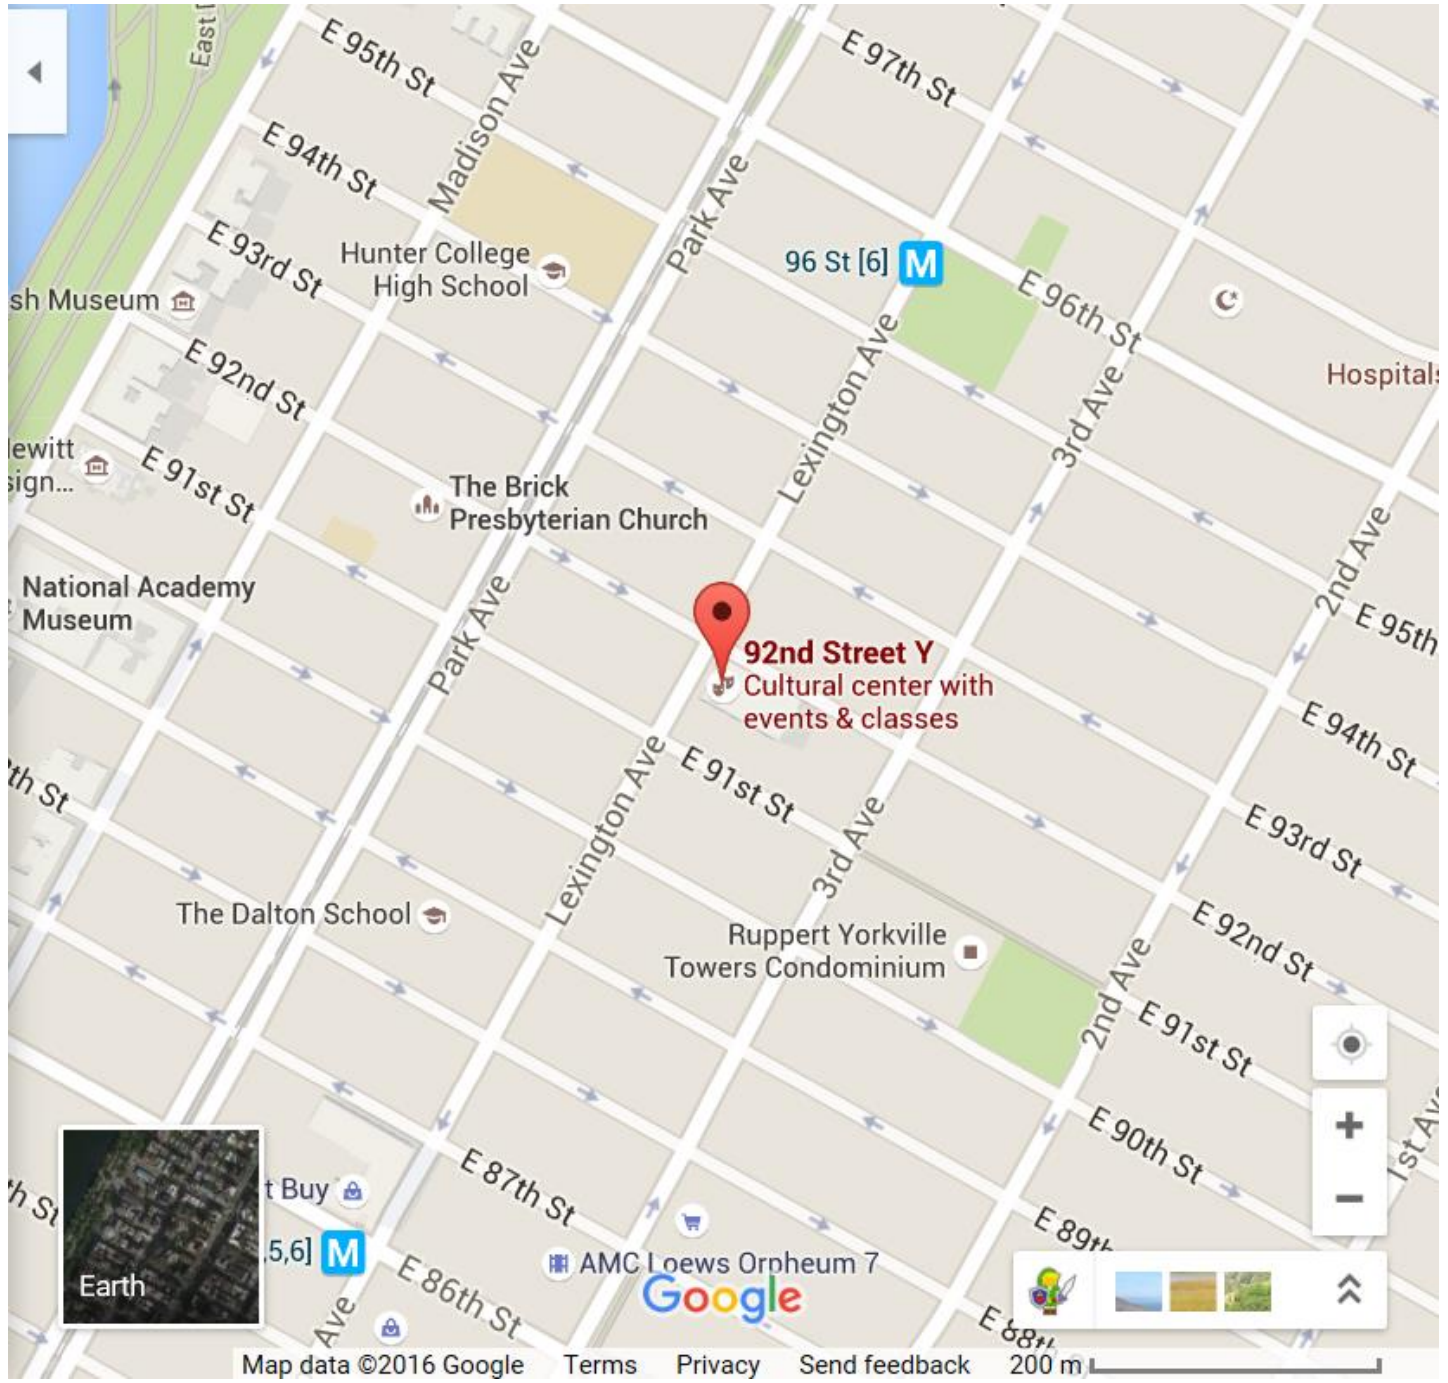 East
E 95th St
Madison Ave
E 97th St
E 94th St
Park Ave
E 93rd St
Hunter College
High School
96 St [6]
M
E 96th St
sh Museum
Lexington Ave
E 92nd St
3rd Ave
Hospitals
lewitt
sign...
E 91st St
The Brick
Presbyterian Church
2nd Ave
National Academy
Museum
Park Ave
E 95th
92nd Street Y
Cultural center with
events & classes
E 94th St
Lexington Ave
E 91st St
th St
3rd Ave
E 93rd St
The Dalton School
Ruppert Yorkville
Towers Condominium
E 92nd St
2nd Ave
E 91st St
E 90th St
1st Ave
E 87th St
t Buy
h St
E 89th
,5,6]
M
AMC Loews Orpheum 7
E 86th St
Google
Earth
E 88th
Ave
Map data ©2016 Google Terms Privacy Send feedback 200 m